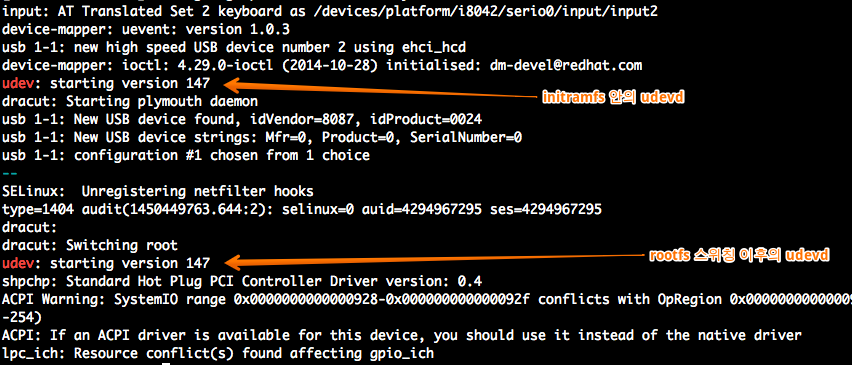 input: AT Translated Set 2 keyboard as /devices/platform/i8042/serio0/input/input2
device-mapper: uevent: version 1.0.3
usb 1-1: new high speed USB device number 2 using ehci_hcd
device-mapper: ioctl: 4.29.0-ioctl (2014-10-28) initialised: dm-devel@redhat.com
udev: starting version 147
initramfs 안의 udevd
dracut: Starting plymouth daemon
usb 1-1: New USB device found, idVendor=8087, idProduct=0024
usb 1-1: New USB device strings: Mfr=0, Product=0, SerialNumber=0
usb 1-1: configuration #1 chosen from 1 choice
--
SELinux:  Unregistering netfilter hooks
type=1404 audit(1450449763.644:2): selinux=0 auid=4294967295 ses=4294967295
dracut:
dracut: Switching root
udev: starting version 147
rootfs 스위칭 이후의 udevd
shpchp: Standard Hot Plug PCI Controller Driver version: 0.4
ACPI Warning: SystemIO range 0x0000000000000928-0x000000000000092f conflicts with OpRegion 0x0000000000000
-254)
ACPI: If an ACPI driver is available for this device, you should use it instead of the native driver
lpc_ich: Resource conflict(s) found affecting gpio_ich